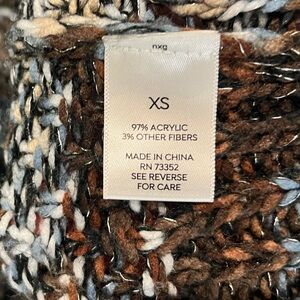 nxg
XS
97% ACRYLIC
3% OTHER FIBERS
MADE IN CHINA
RN 73352
SEE REVERSE
FOR CARE